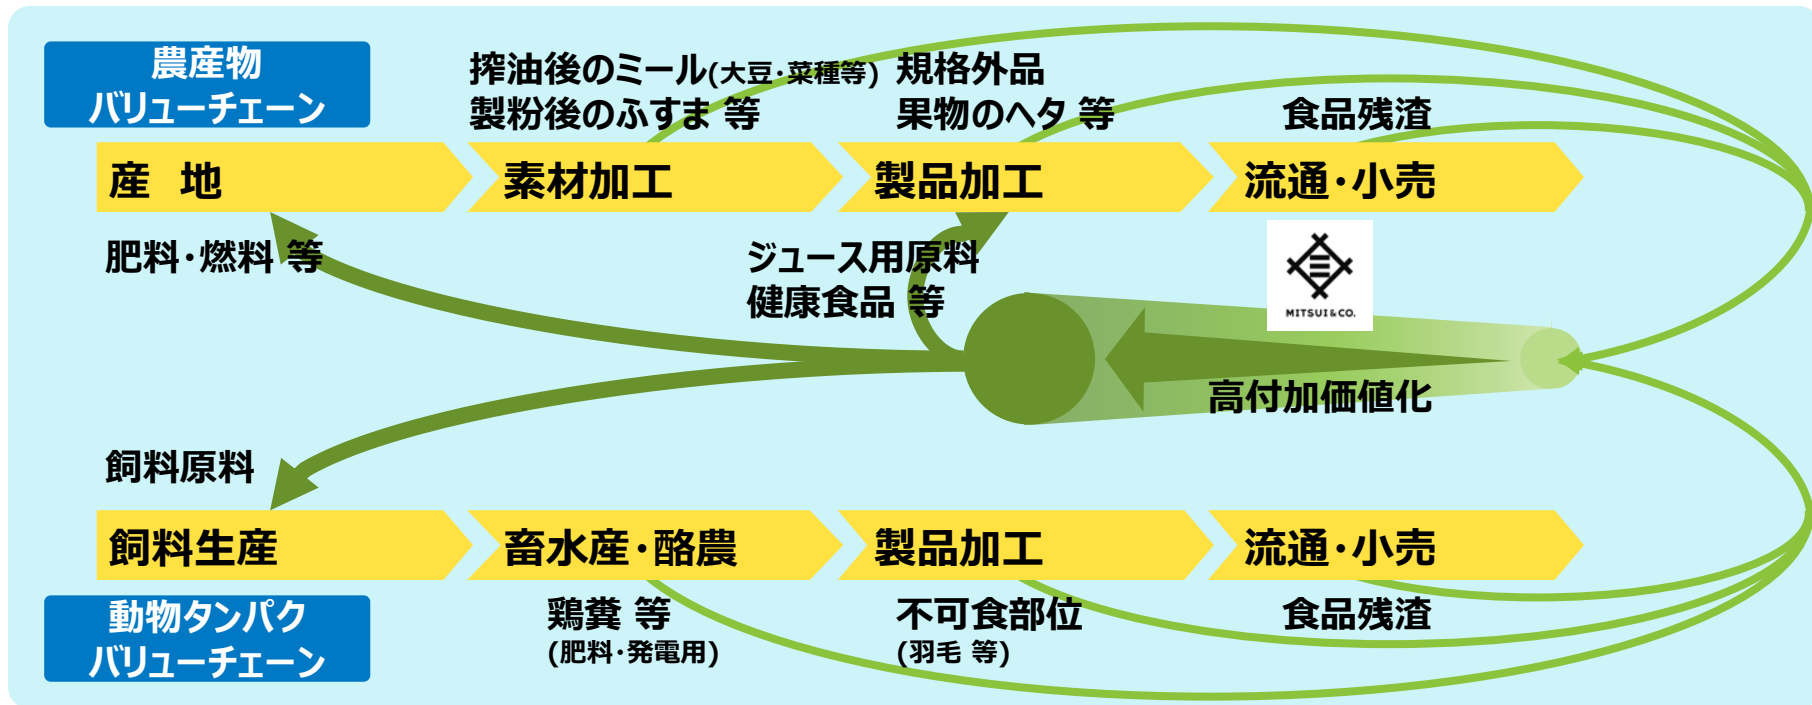 農産物
バリューチェーン
搾油後のミール(大豆・菜種等)
製粉後のふすま 等
規格外品
果物のヘタ 等
食品残渣
産 地
素材加工
製品加工
流通・小売
肥料・燃料 等
ジュース用原料
健康食品 等
MITSUI&CO.
高付加価値化
飼料原料
飼料生産
畜水産・酪農
製品加工
流通・小売
動物タンパク
バリューチェーン
鶏糞 等
(肥料・発電用)
不可食部位
(羽毛 等)
食品残渣